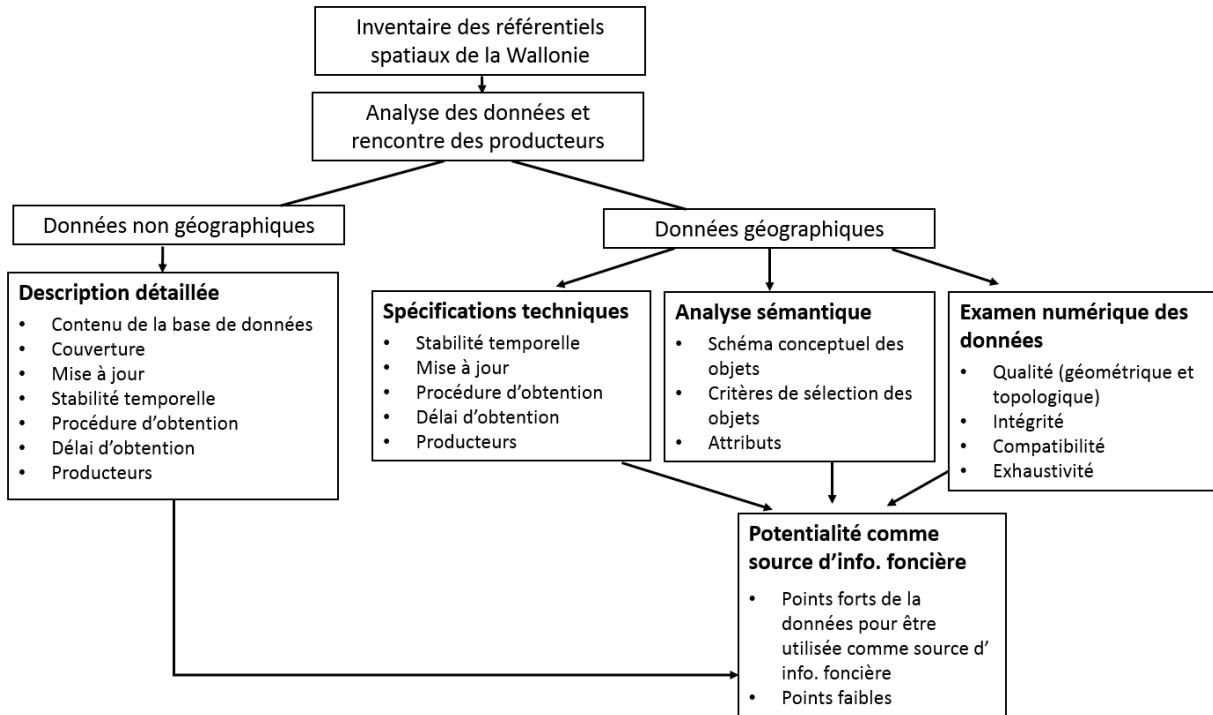 Inventaire des référentiels
spatiaux de la Wallonie
Analyse des données et
rencontre des producteurs
Données non géographiques
Données géographiques
Description détaillée
• Contenu de la base de données
• Couverture
• Mise à jour
• Stabilité temporelle
• Procédure d'obtention
• Délai d'obtention
• Producteurs
Spécifications techniques
• Stabilité temporelle
• Mise à jour
• Procédure d'obtention
• Délai d'obtention
• Producteurs
Analyse sémantique
• Schéma conceptuel des
objets
• Critères de sélection des
objets
• Attributs
Examen numérique des
données
• Qualité (géométrique et
topologique)
• Intégrité
• Compatibilité
• Exhaustivité
Potentialité comme
source d'info. foncière
• Points forts de la
données pour être
utilisée comme source d'
info. foncière
• Points faibles